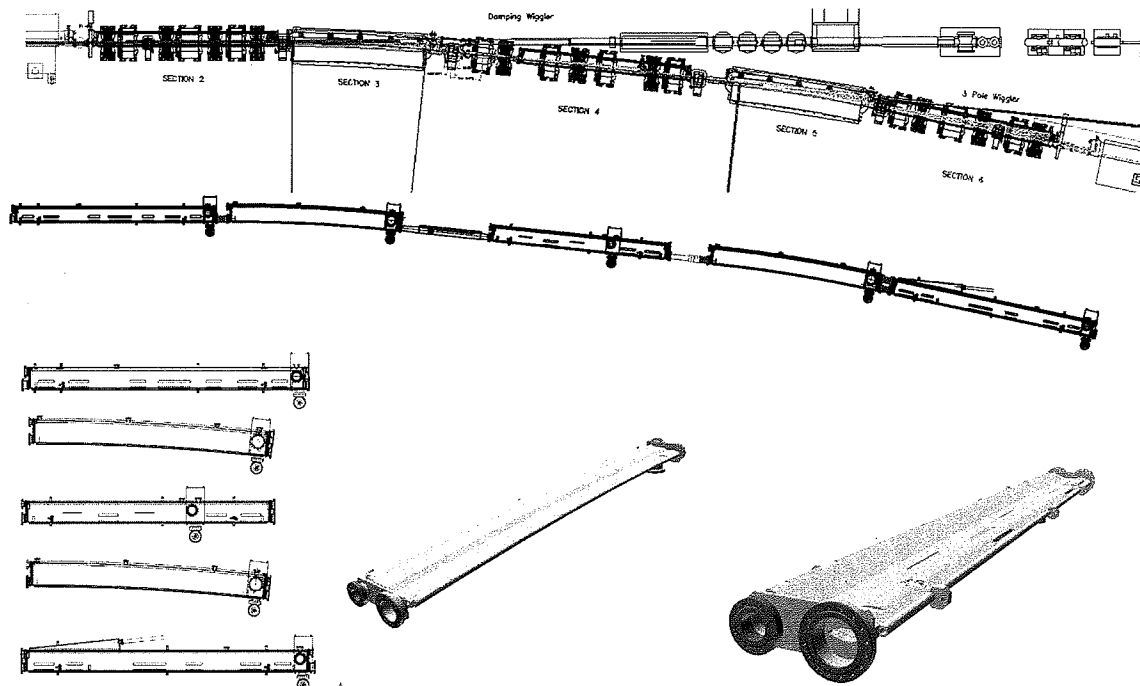 Damping Wiggler
SECTION 2
SECTION 3
SECTION 4
3 Pole Wiggler
SECTION 5
SECTION 6